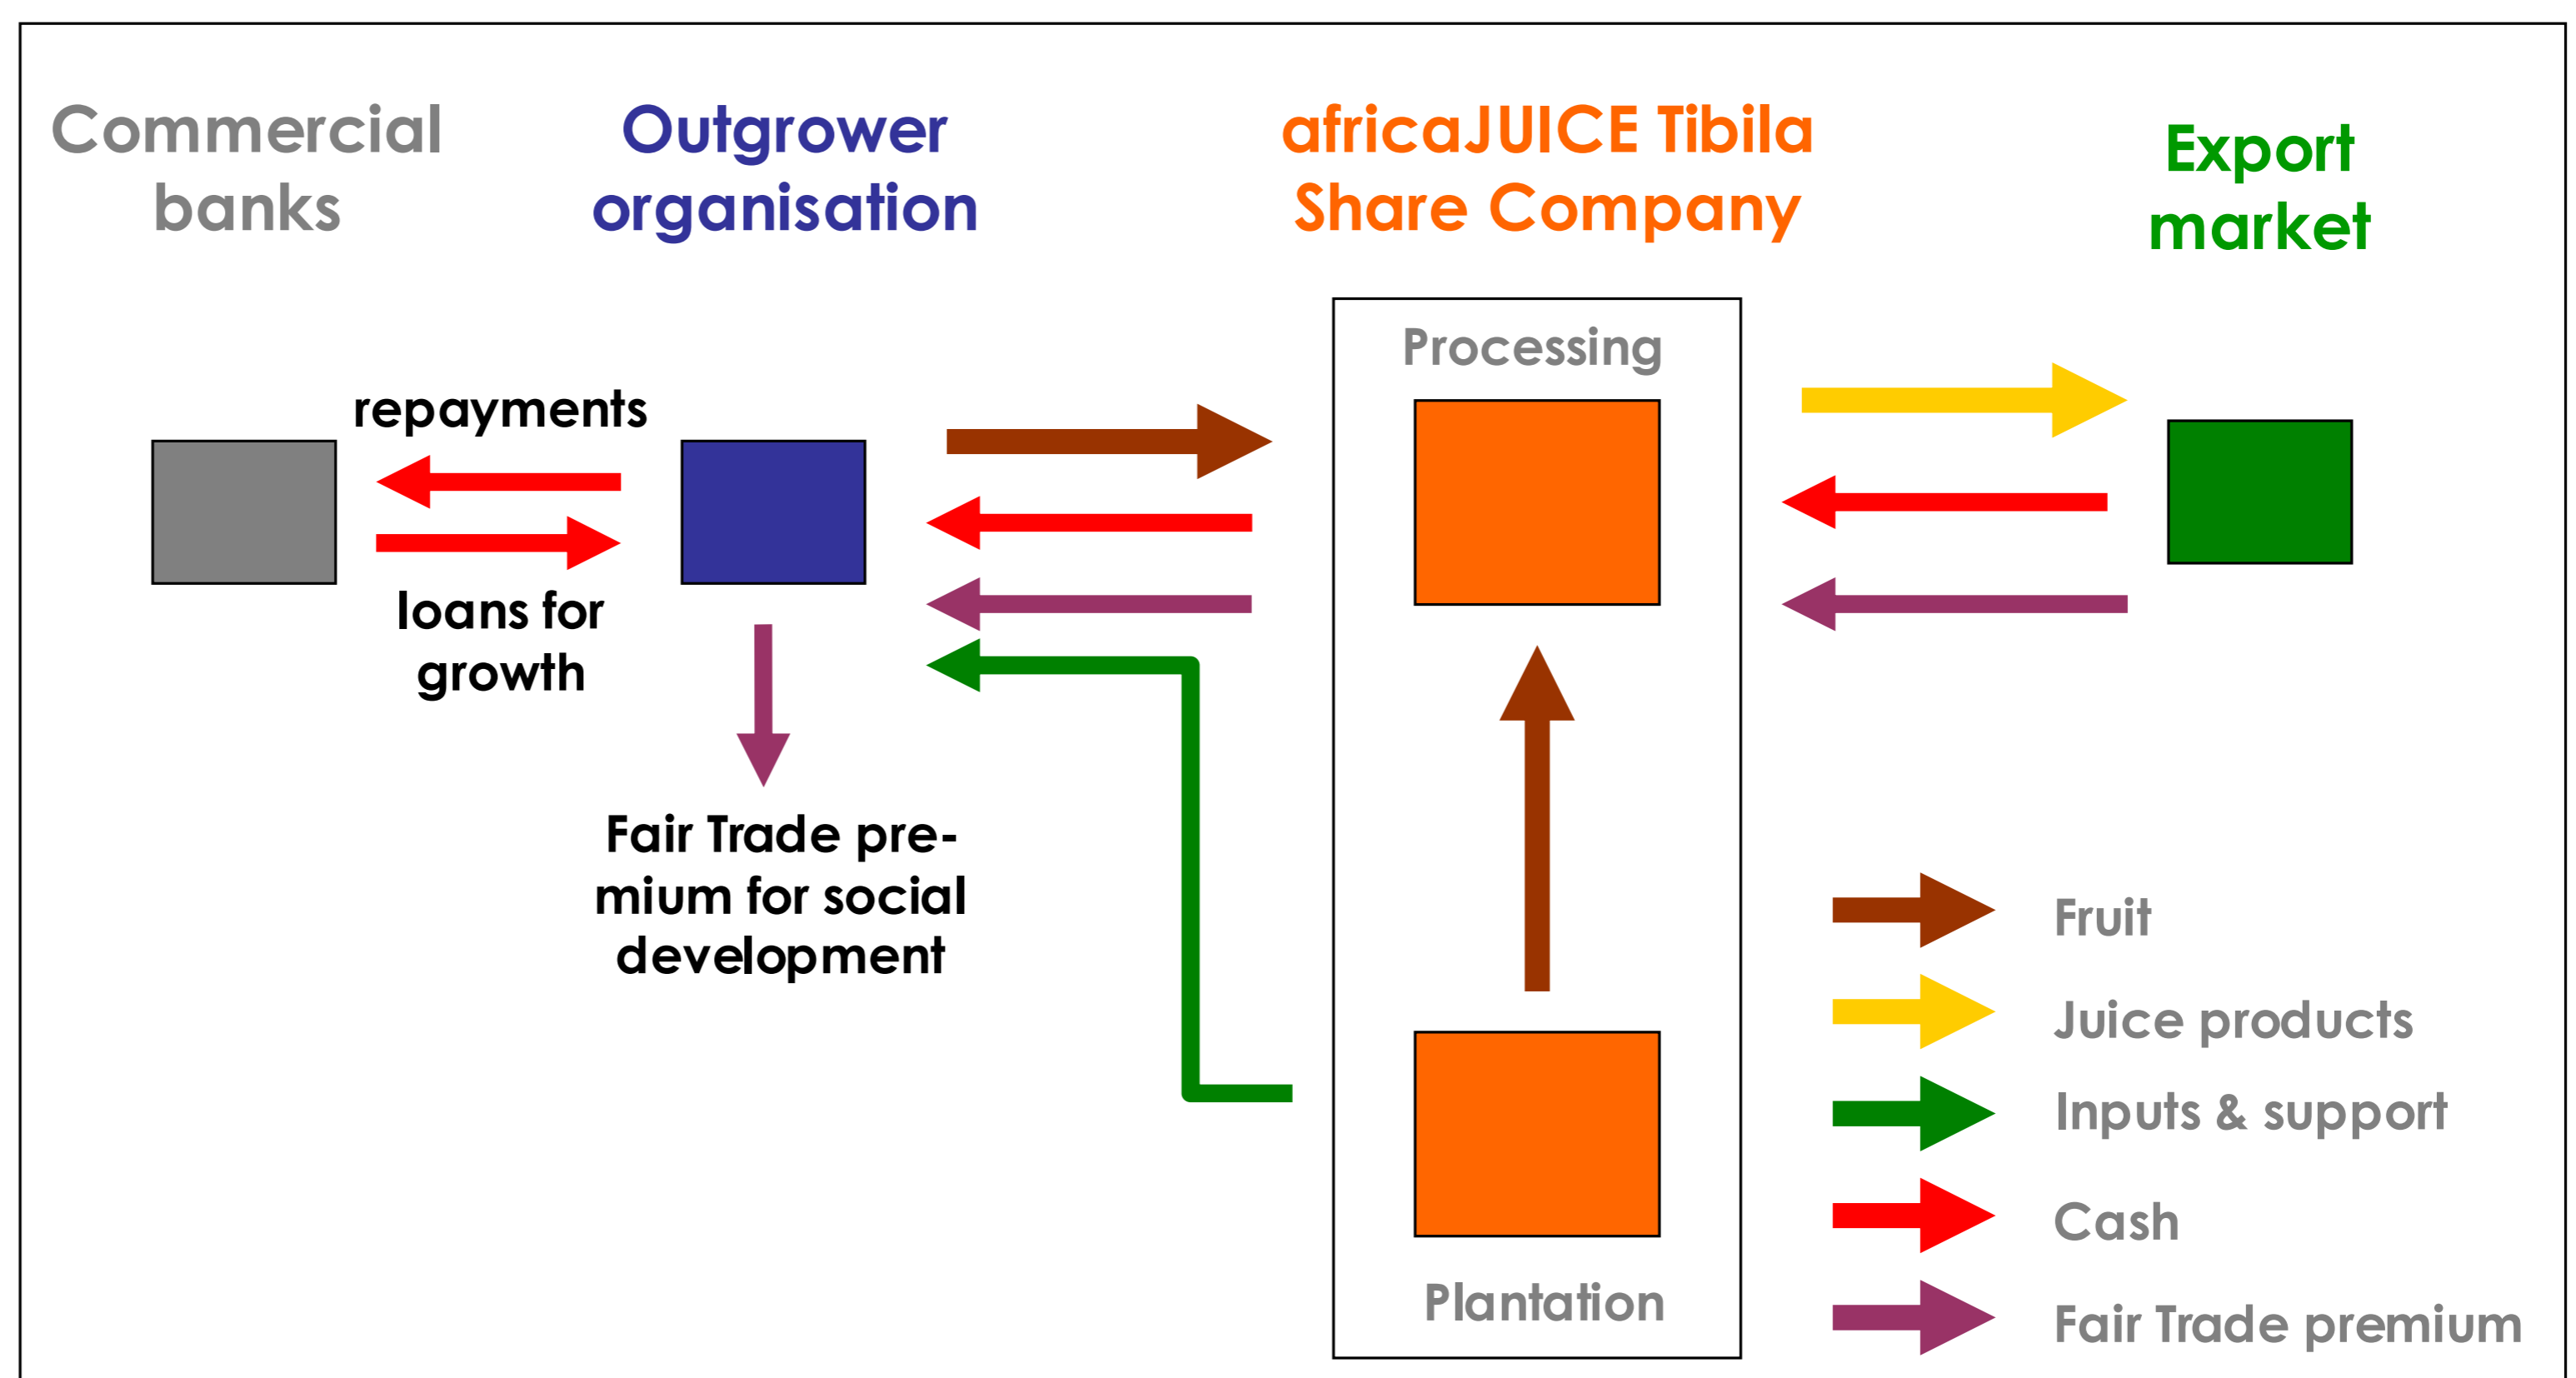 Commercial
banks
Outgrower
organisation
africaJUICE Tibila
Share Company
Export
market
Processing
repayments
loans for
growth
Fair Trade pre-
mium for social
development
Plantation
Fruit
Juice products
Inputs & support
Cash
Fair Trade premium